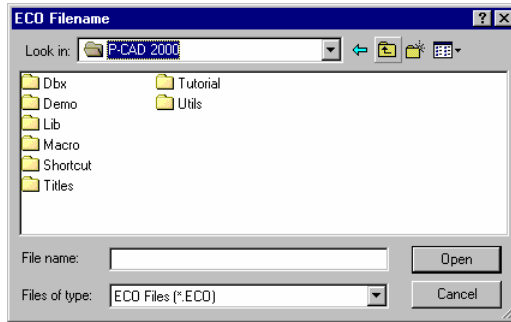 ECO Filename
Look in: P-CAD 2000
Dbx Tutorial
Demo Utils
Lib
Macro
Shortcut
Titles
File name: Open
Files of type: ECO Files (*.ECO) Cancel